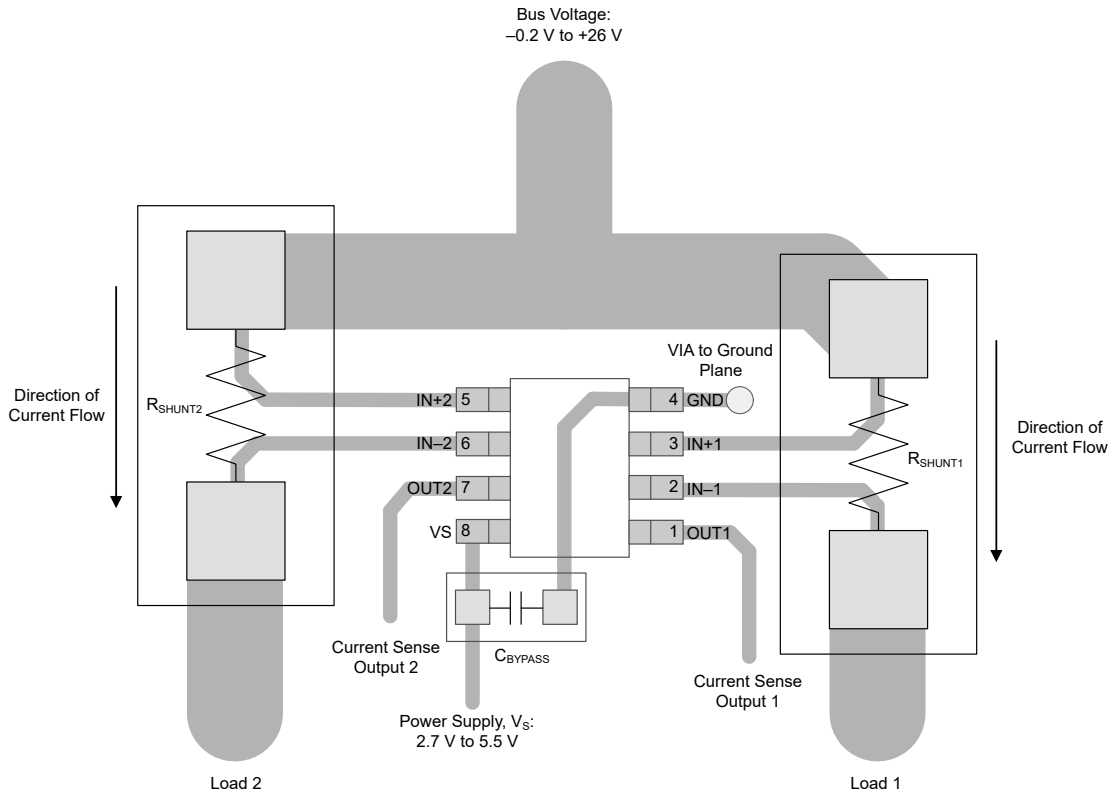 Bus Voltage:
–0.2 V to +26 V
VIA to Ground
Plane
Direction of
Current Flow
RSHUNT2
IN+2 5
4 GND
IN–2 6
3 IN+1
Direction of
Current Flow
RSHUNT1
OUT2 7
2 IN–1
VS 8
1 OUT1
Current Sense
Output 2
CBYPASS
Current Sense
Output 1
Power Supply, VS:
2.7 V to 5.5 V
Load 2
Load 1